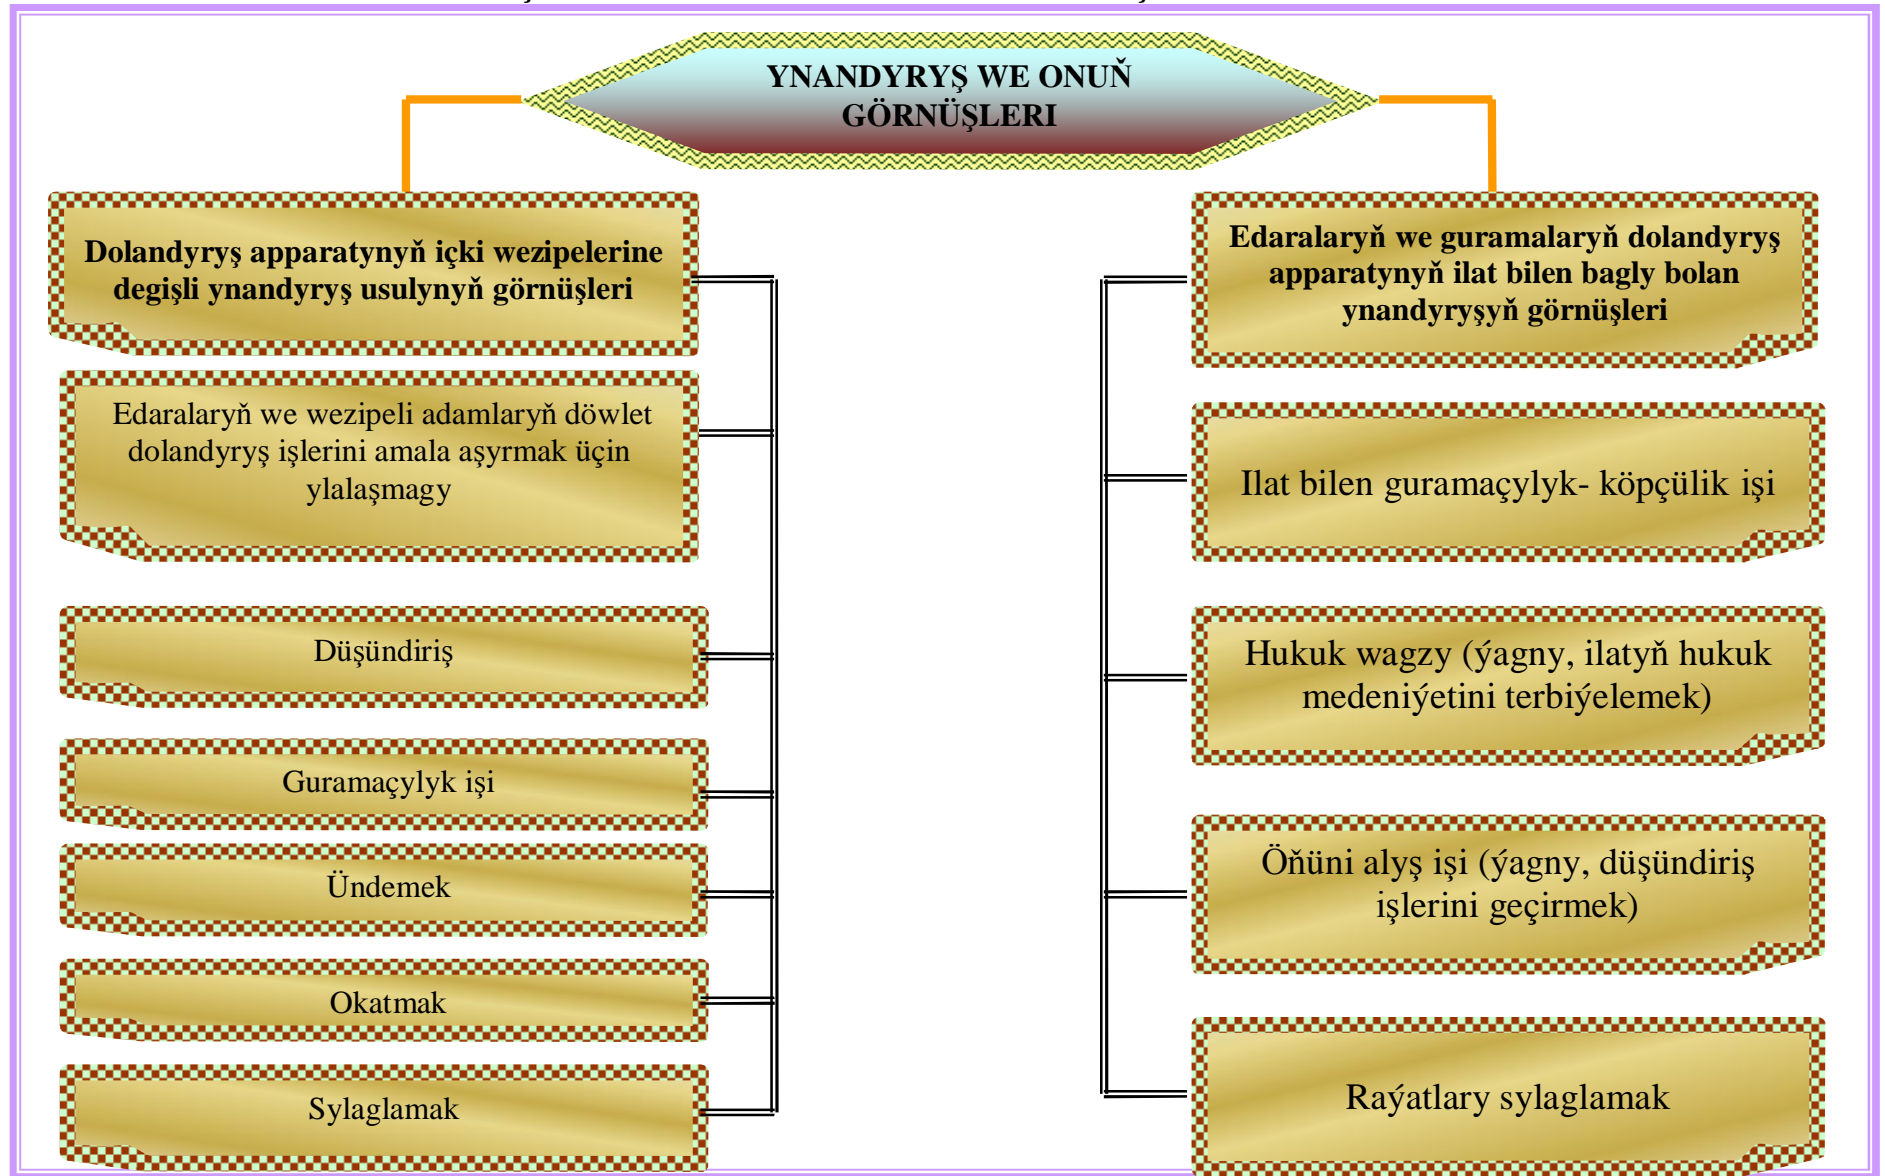 YNANDYRYŞ WE ONUŇ
GÖRNÜŞLERI
Dolandyryş apparatynyň içki wezipelerine
degişli ynandyryş usulynyň görnüşleri
Edaralaryň we wezipeli adamlaryň döwlet
dolandyryş işlerini amala aşyrmak üçin
ylalaşmagy
Düşündiriş
Guramaçylyk işi
Ündemek
Okatmak
Sylaglamak
Edaralaryň we guramalaryň dolandyryş
apparatynyň ilat bilen bagly bolan
ynandyryşyň görnüşleri
Ilat bilen guramaçylyk- köpçülik işi
Hukuk wagzy (ýagny, ilatyň hukuk
medeniýetini terbiýelemek)
Öňüni alyş işi (ýagny, düşündiriş
işlerini geçirmek)
Raýatlary sylaglamak